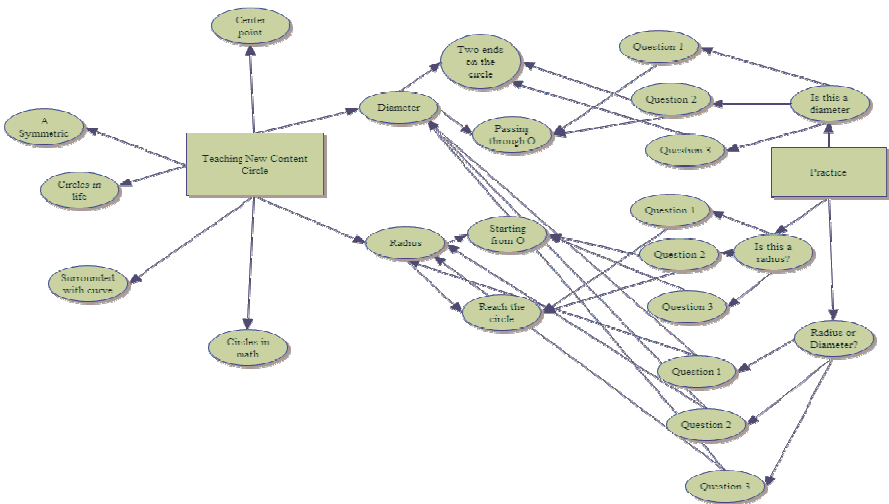 Center
point
Two ends
on the
circle
Question 1
Question 2
Is this a
diameter
Diameter
A
Symmetric
Passing
through O
Question 3
Teaching New Content
Circle
Practice
Circles in
life
Question 1
Starting
from O
Radius
Question 2
Is this a
radius?
Surrounded
with curve
Reach the
circle
Question 3
Circles in
math
Radius or
Diameter?
Question 1
Question 2
Question 3